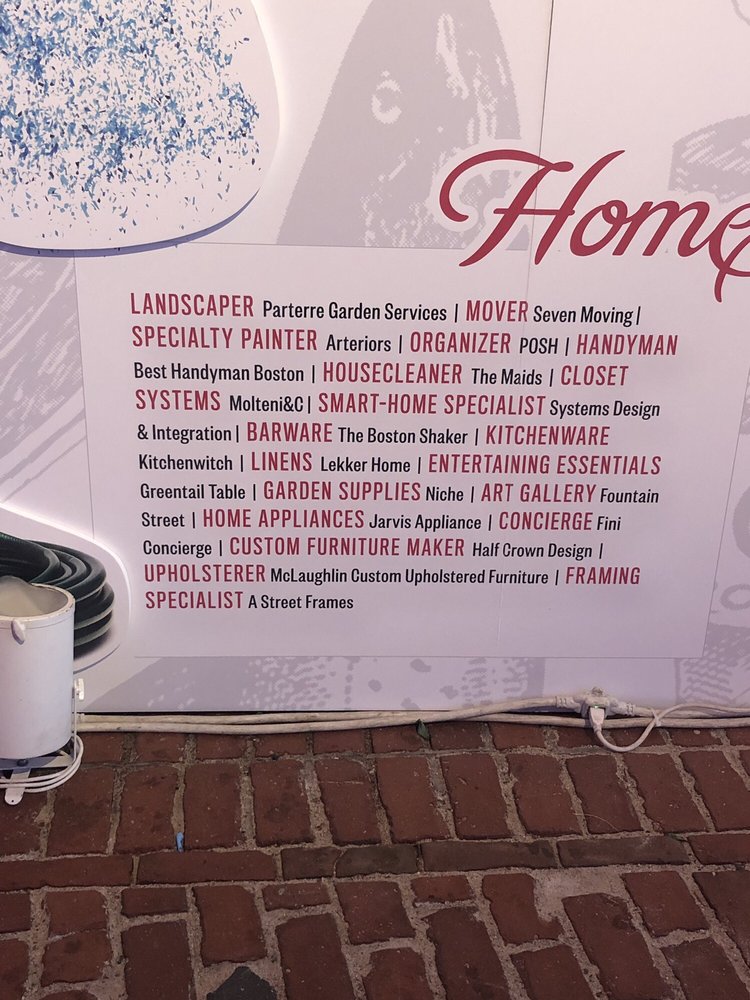 Home
LANDSCAPER Parterre Garden Services | MOVER Seven Moving |
SPECIALTY PAINTER Arteriors | ORGANIZER POSH | HANDYMAN
Best Handyman Boston | HOUSECLEANER The Maids | CLOSET
SYSTEMS Molteni&C | SMART-HOME SPECIALIST Systems Design
& Integration | BARWARE The Boston Shaker | KITCHENWARE
Kitchenwitch | LINENS Lekker Home | ENTERTAINING ESSENTIALS
Greentail Table | GARDEN SUPPLIES Niche | ART GALLERY Fountain
Street | HOME APPLIANCES Jarvis Appliance | CONCIERGE Fini
Concierge | CUSTOM FURNITURE MAKER Half Crown Design |
UPHOLSTERER McLaughlin Custom Upholstered Furniture | FRAMING
SPECIALIST A Street Frames